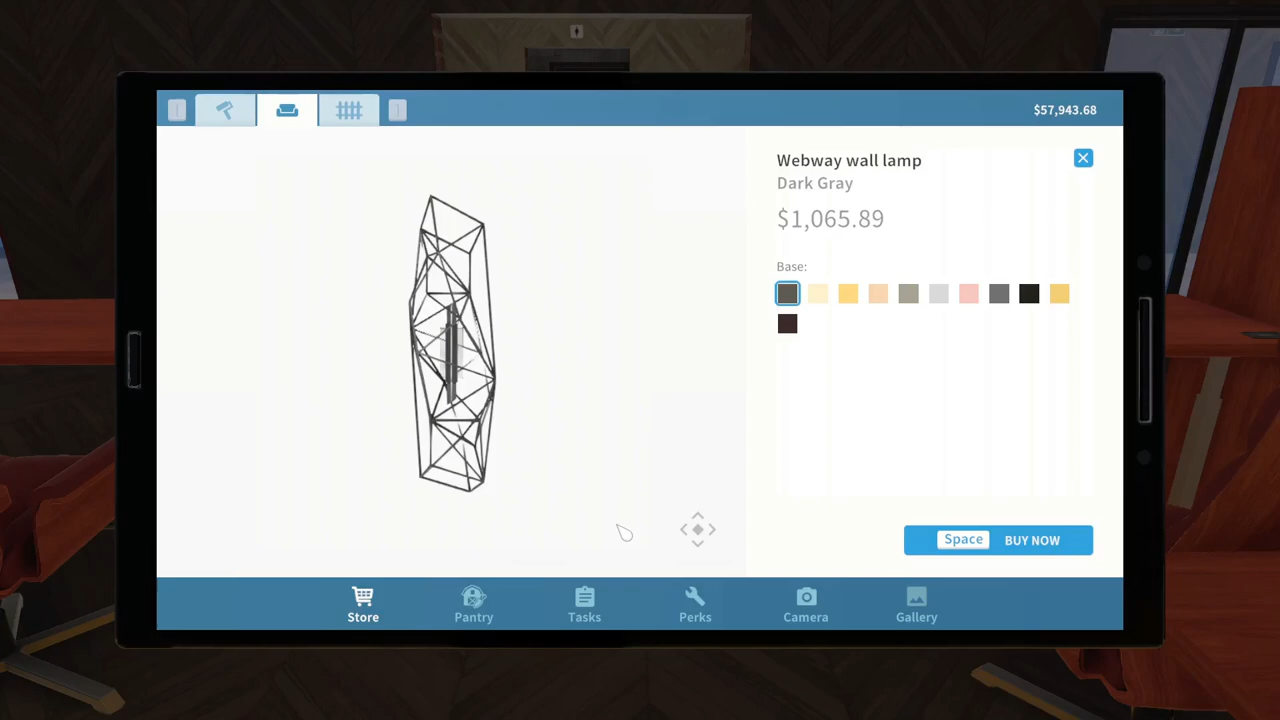 $57,943.68
Webway wall lamp
Dark Gray
$1,065.89
Base:
Space BUY NOW
Store Pantry Tasks Perks Camera Gallery